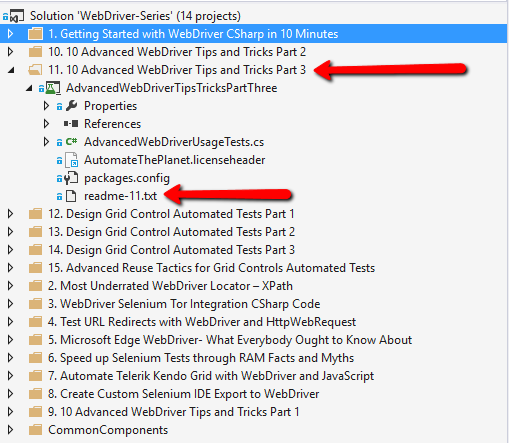 Solution 'WebDriver-Series' (14 projects)
1. Getting Started with WebDriver CSharp in 10 Minutes
10. 10 Advanced WebDriver Tips and Tricks Part 2
11. 10 Advanced WebDriver Tips and Tricks Part 3
AdvancedWebDriverTipsTricksPartThree
Properties
References
C# AdvancedWebDriverUsageTests.cs
AutomateThePlanet.licenseheader
packages.config
readme-11.txt
12. Design Grid Control Automated Tests Part 1
13. Design Grid Control Automated Tests Part 2
14. Design Grid Control Automated Tests Part 3
15. Advanced Reuse Tactics for Grid Controls Automated Tests
2. Most Underrated WebDriver Locator – XPath
3. WebDriver Selenium Tor Integration CSharp Code
4. Test URL Redirects with WebDriver and HttpWebRequest
5. Microsoft Edge WebDriver- What Everybody Ought to Know About
6. Speed up Selenium Tests through RAM Facts and Myths
7. Automate Telerik Kendo Grid with WebDriver and JavaScript
8. Create Custom Selenium IDE Export to WebDriver
9. 10 Advanced WebDriver Tips and Tricks Part 1
CommonComponents